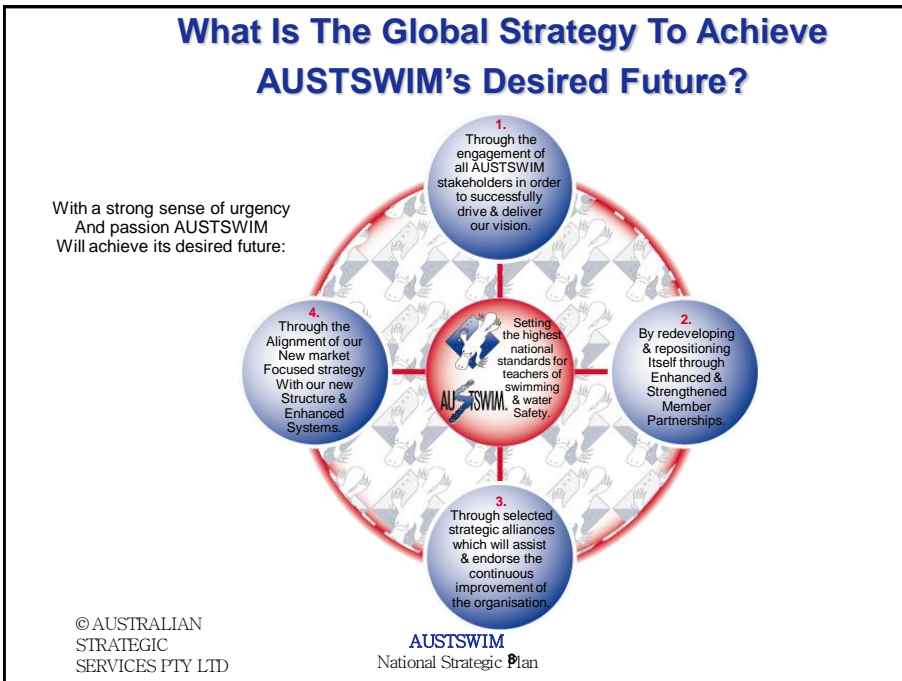 What Is The Global Strategy To Achieve
AUSTSWIM's Desired Future?
With a strong sense of urgency
And passion AUSTSWIM
Will achieve its desired future:
1.
Through the
engagement of
all AUSTSWIM
stakeholders in order
to successfully
drive & deliver
our vision.
2.
By redeveloping
& repositioning
Itself through
Enhanced &
Strengthened
Member
Partnerships.
3.
Through selected
strategic alliances
which will assist
& endorse the
continuous
improvement of
the organisation.
4.
Through the
Alignment of our
New market
Focused strategy
With our new
Structure &
Enhanced
Systems.
Setting
the highest
national
standards for
teachers of
swimming
& water
Safety.
AUSTSWIM
© AUSTRALIAN
STRATEGIC
SERVICES PTY LTD
AUSTSWIM
National Strategic Plan
8